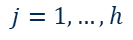 j = 1, … , h